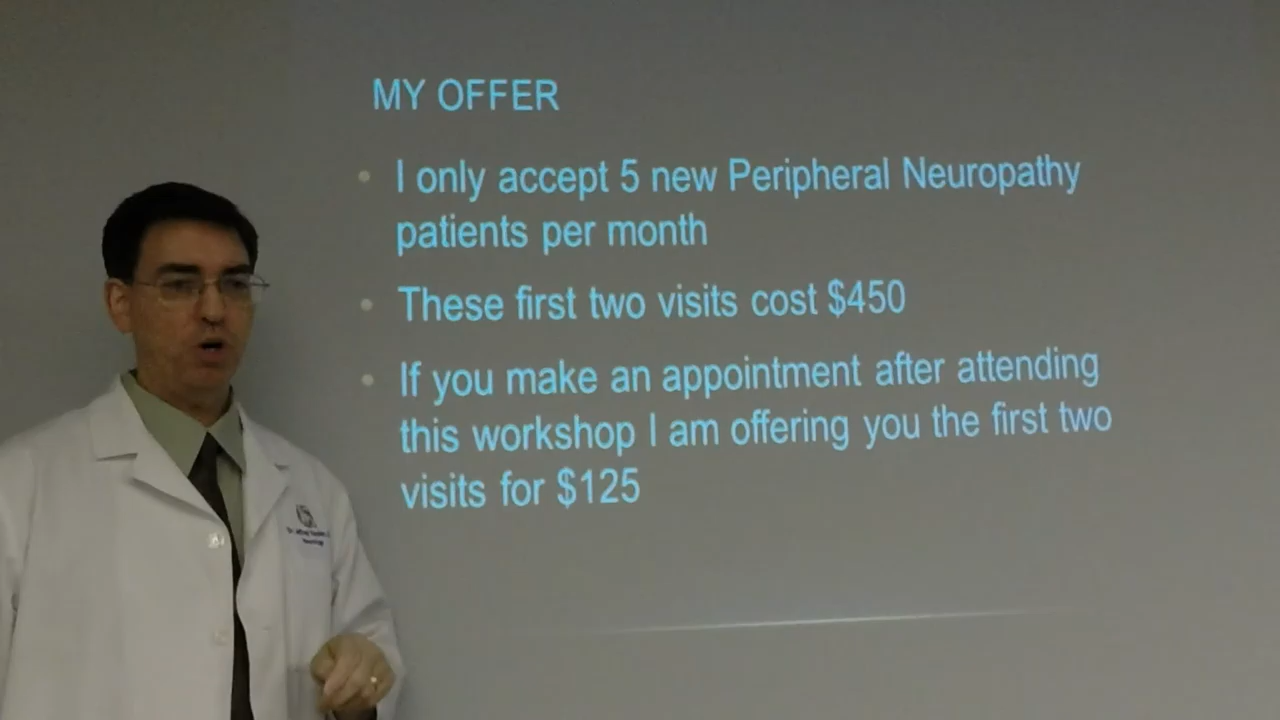 MY OFFER
I only accept 5 new Peripheral Neuropathy
patients per month
These first two visits cost $450
If you make an appointment after attending
this workshop I am offering you the first two
visits for $125